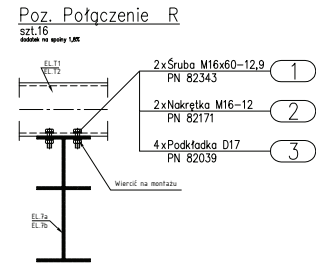 Poz. Połączenie R
szt.16
dodatek na spoiny 1,8%
EL.T1
EL.T2
2xŚruba M16x60-12,9
PN 82343
1
2xNakrętka M16-12
PN 82171
2
4xPodkładka D17
PN 82039
3
Wiercić na montażu
EL.7a
EL.7b